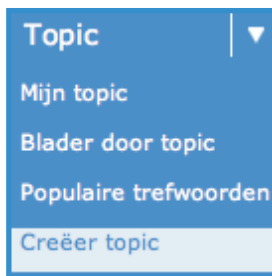 Topic
Mijn topic
Blader door topic
Populaire trefwoorden
Creëer topic